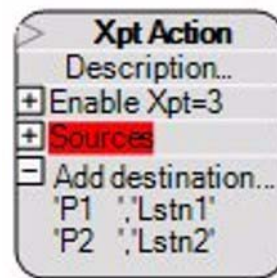 Xpt Action
Description...
Enable Xpt=3
Sources
Add destination...
'P1 ','Lstn1'
'P2 ','Lstn2'